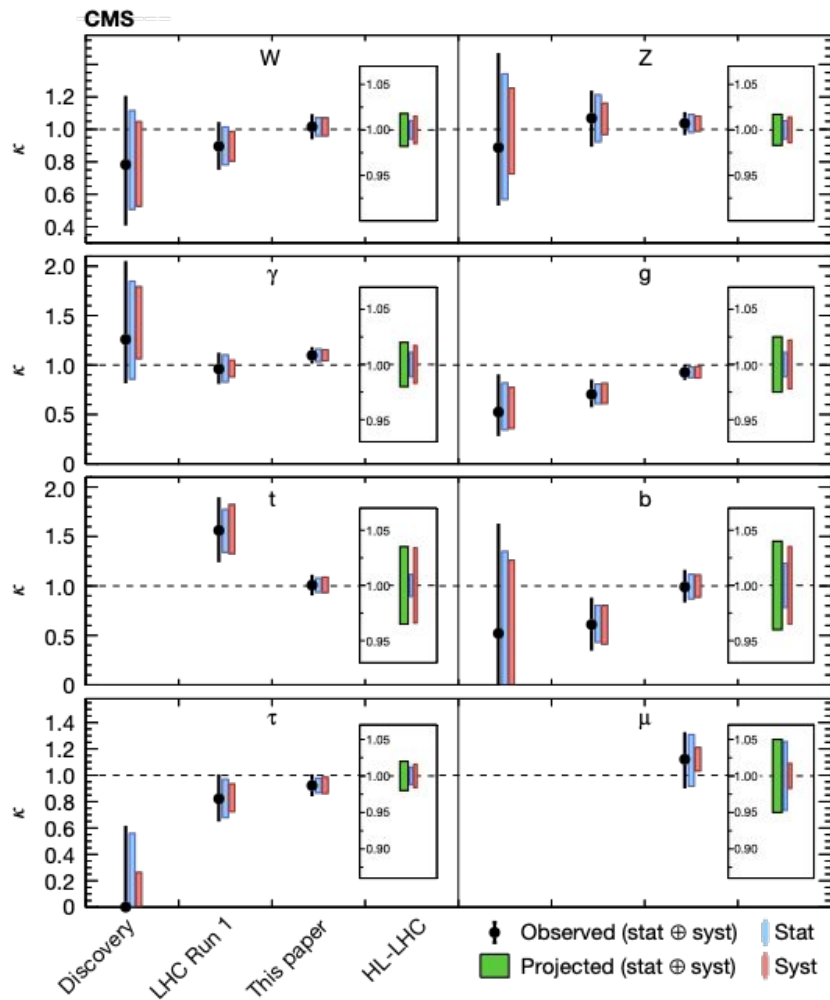 CMS
W
Z
κ
1.2
1.0
0.8
0.6
0.4
1.05
1.00
0.95
1.05
1.00
0.95
γ
g
κ
2.0
1.5
1.0
0.5
0
1.05
1.00
0.95
1.05
1.00
0.95
t
b
κ
2.0
1.5
1.0
0.5
0
1.05
1.00
0.95
1.05
1.00
0.95
τ
μ
κ
1.4
1.2
1.0
0.8
0.6
0.4
0.2
0
1.05
1.00
0.95
0.90
1.05
1.00
0.95
0.90
Discovery
LHC Run 1
This paper
HL-LHC
Observed (stat ⊕ syst)
Stat
Projected (stat ⊕ syst)
Syst